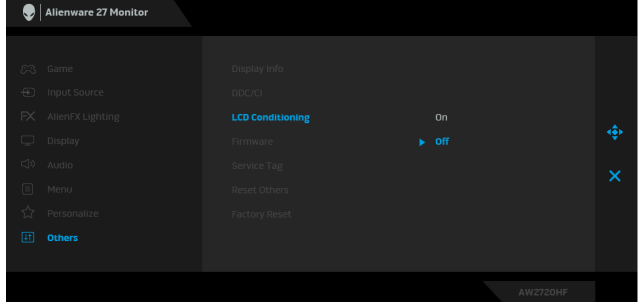 Alienware 27 Monitor
Game
Display Info
Input Source
DDC/CI
FX AlienFX Lighting
LCD Conditioning On
Display
Firmware Off
Audio
Service Tag
Menu
Reset Others
Personalize
Factory Reset
Others
AW2720HF